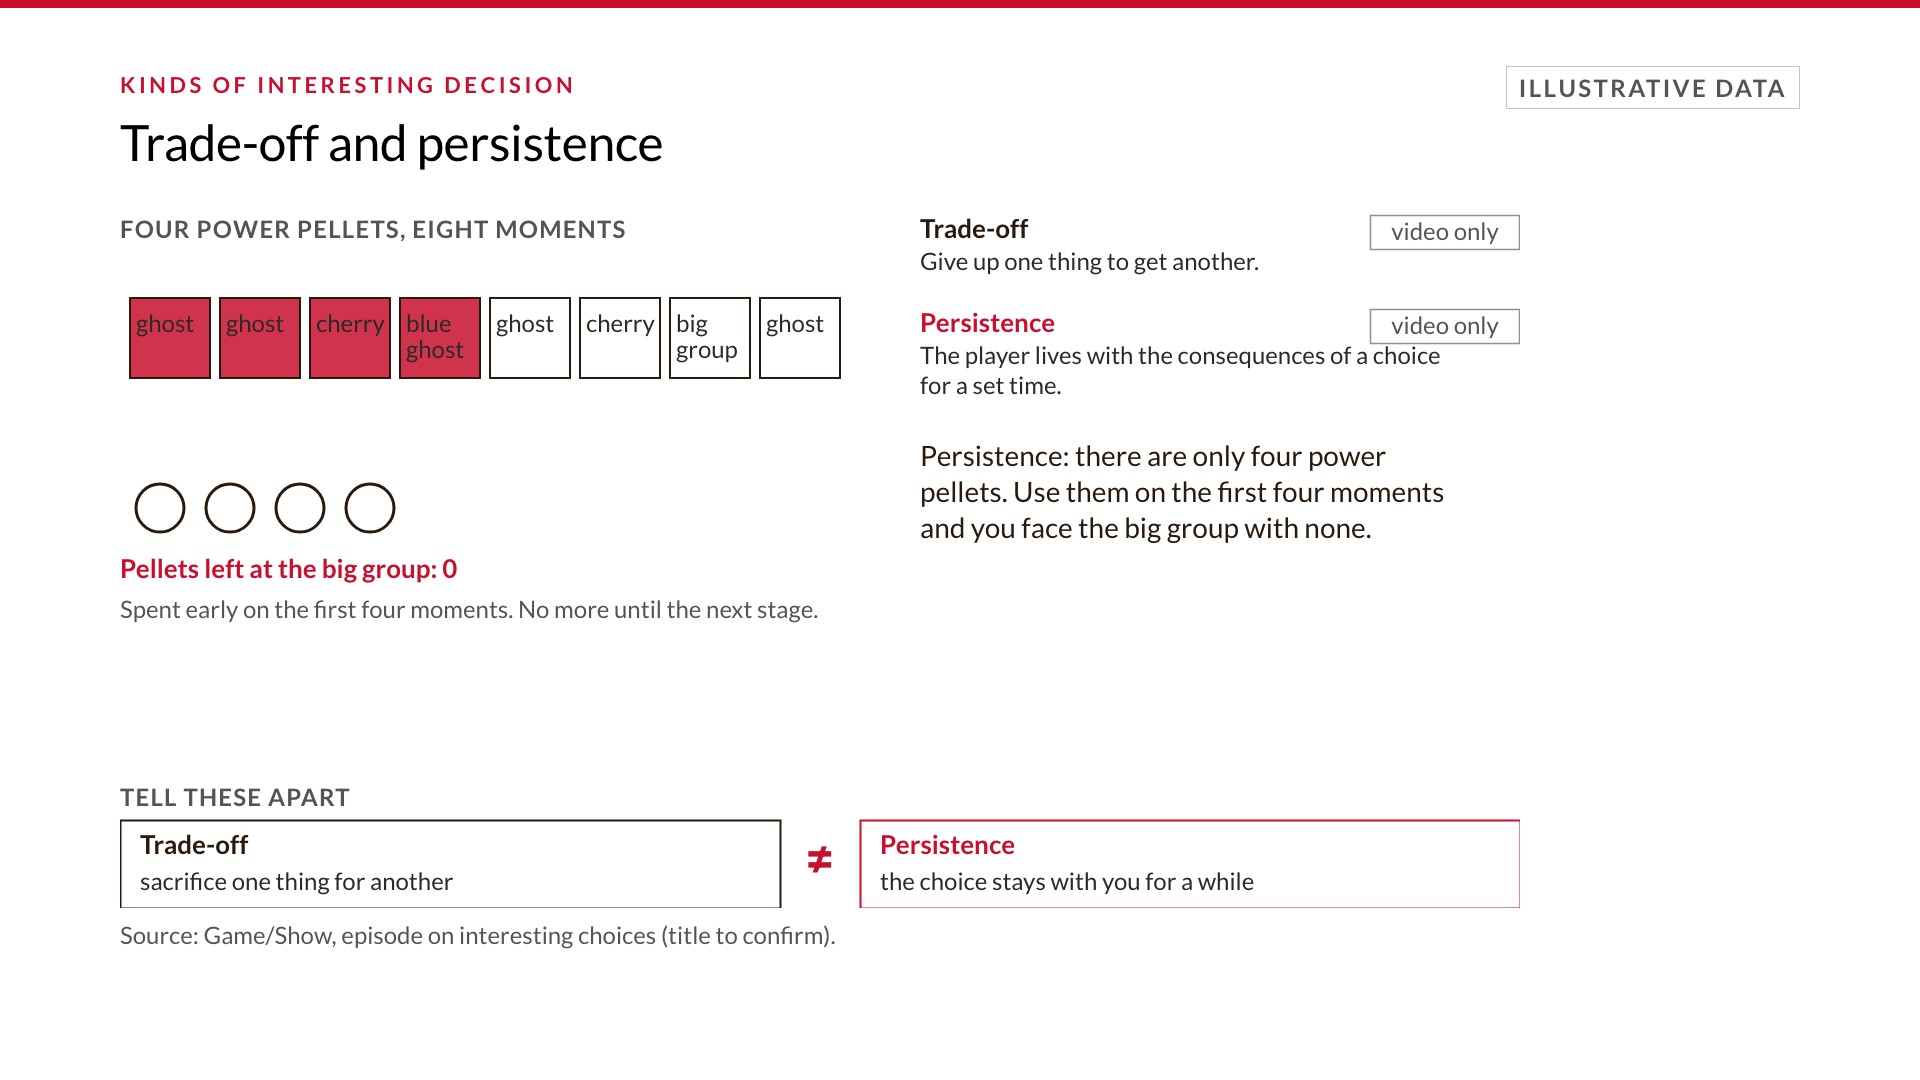 KINDS OF INTERESTING DECISION
ILLUSTRATIVE DATA
Trade-off and persistence
FOUR POWER PELLETS, EIGHT MOMENTS
ghost
ghost
cherry
blue
ghost
ghost
cherry
big
group
ghost
Pellets left at the big group: 0
Spent early on the first four moments. No more until the next stage.
Trade-off
video only
Give up one thing to get another.
Persistence
video only
The player lives with the consequences of a choice
for a set time.
Persistence: there are only four power
pellets. Use them on the first four moments
and you face the big group with none.
TELL THESE APART
Trade-off
sacrifice one thing for another
≠
Persistence
the choice stays with you for a while
Source: Game/Show, episode on interesting choices (title to confirm).